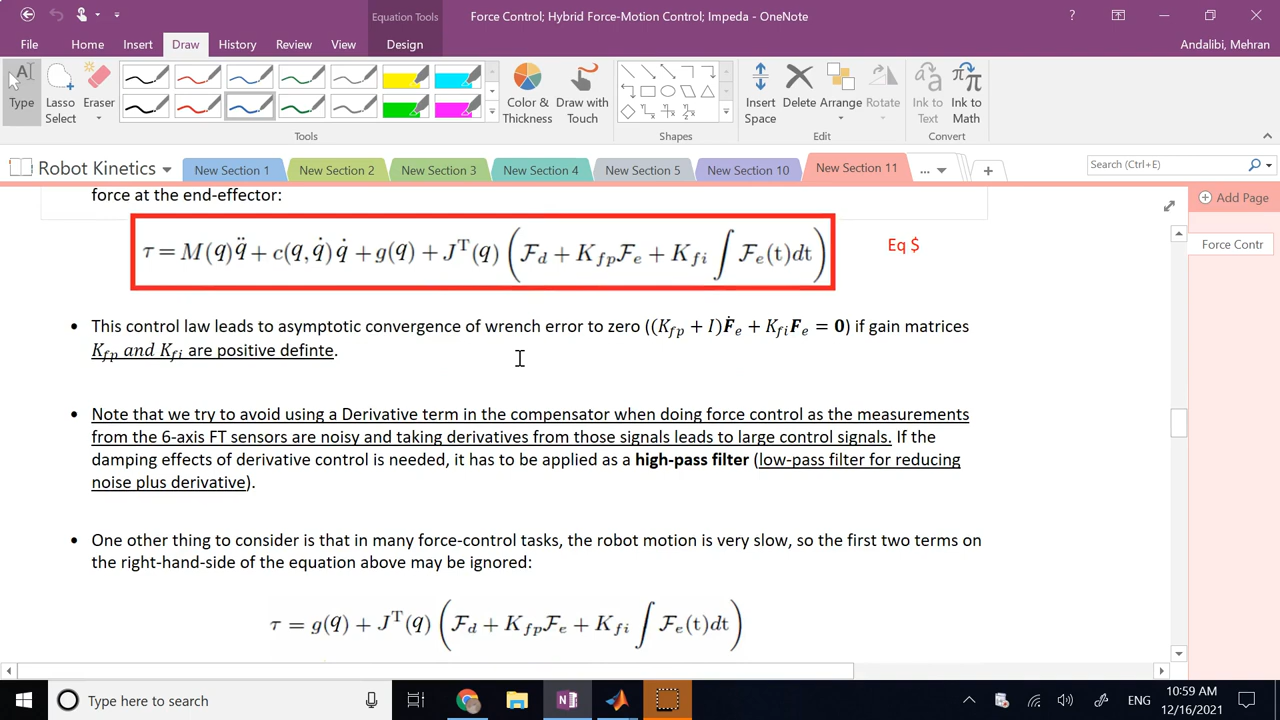 Equation Tools
Force Control; Hybrid Force-Motion Control; Impeda - OneNote
?
File Home Insert Draw History Review View Design
Andalibi, Mehran
Type
Lasso Select
Eraser
Color & Thickness
Draw with Touch
Insert Space
Delete
Arrange
Rotate
Ink to Text
Ink to Math
Tools Shapes Edit Convert
Robot Kinetics New Section 1 New Section 2 New Section 3 New Section 4 New Section 5 New Section 10 New Section 11 ... +
Search (Ctrl+E)
Add Page
Force Contr
force at the end-effector:
τ = M(q)q̈ + c(q, q̇) q̇ + g(q) + Jᵀ(q) (ℱ_d + K_fp ℱ_e + K_fi ∫ ℱ_e(t)dt)
Eq $
• This control law leads to asymptotic convergence of wrench error to zero ((K_fp + I)Ḟ_e + K_fi F_e = 0) if gain matrices
K_fp and K_fi are positive definte.
• Note that we try to avoid using a Derivative term in the compensator when doing force control as the measurements
from the 6-axis FT sensors are noisy and taking derivatives from those signals leads to large control signals. If the
damping effects of derivative control is needed, it has to be applied as a high-pass filter (low-pass filter for reducing
noise plus derivative).
• One other thing to consider is that in many force-control tasks, the robot motion is very slow, so the first two terms on
the right-hand-side of the equation above may be ignored:
τ = g(q) + Jᵀ(q) (ℱ_d + K_fp ℱ_e + K_fi ∫ ℱ_e(t)dt)
Type here to search
ENG
10:59 AM
12/16/2021